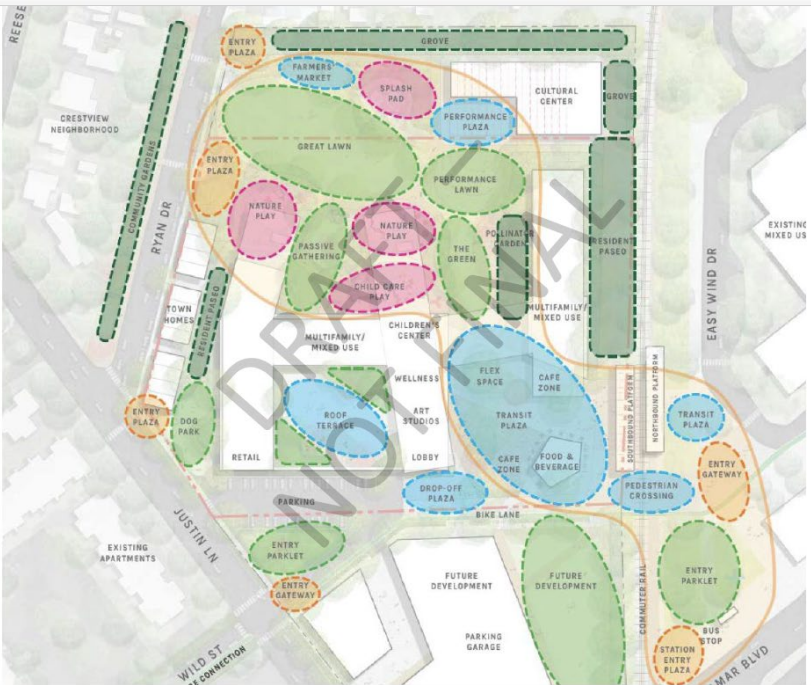 REESE
ENTRY
PLAZA
GROVE
FARMERS'
MARKET
SPLASH
PAD
CULTURAL
CENTER
GROVE
CRESTVIEW
NEIGHBORHOOD
PERFORMANCE
PLAZA
COMMUNITY GARDENS
GREAT LAWN
ENTRY
PLAZA
PERFORMANCE
LAWN
NATURE
PLAY
NATURE
PLAY
PASSIVE
GATHERING
THE
GREEN
POLLINATOR
GARDEN
RESIDENT
PASEO
EXISTING
MIXED US
RYAN DR
EASY WIND DR
CHILD CARE
PLAY
TOWN
HOMES
RESIDENT PASEO
MULTIFAMILY/
MIXED USE
CHILDREN'S
CENTER
MULTIFAMILY/
MIXED USE
DRAFT -
NOT FINAL
WELLNESS
FLEX
SPACE
CAFE
ZONE
SOUTHBOUND PLATFORM
NORTHBOUND PLATFORM
ENTRY
PLAZA
DOG
PARK
ROOF
TERRACE
ART
STUDIOS
TRANSIT
PLAZA
TRANSIT
PLAZA
RETAIL
LOBBY
CAFE
ZONE
FOOD &
BEVERAGE
ENTRY
GATEWAY
PARKING
DROP-OFF
PLAZA
PEDESTRIAN
CROSSING
BIKE LANE
JUSTIN LN
EXISTING
APARTMENTS
ENTRY
PARKLET
ENTRY
GATEWAY
FUTURE
DEVELOPMENT
FUTURE
DEVELOPMENT
COMMUTER RAIL
ENTRY
PARKLET
BUS
STOP
PARKING
GARAGE
STATION
ENTRY
PLAZA
WILD ST
RE CONNECTION
MAR BLVD